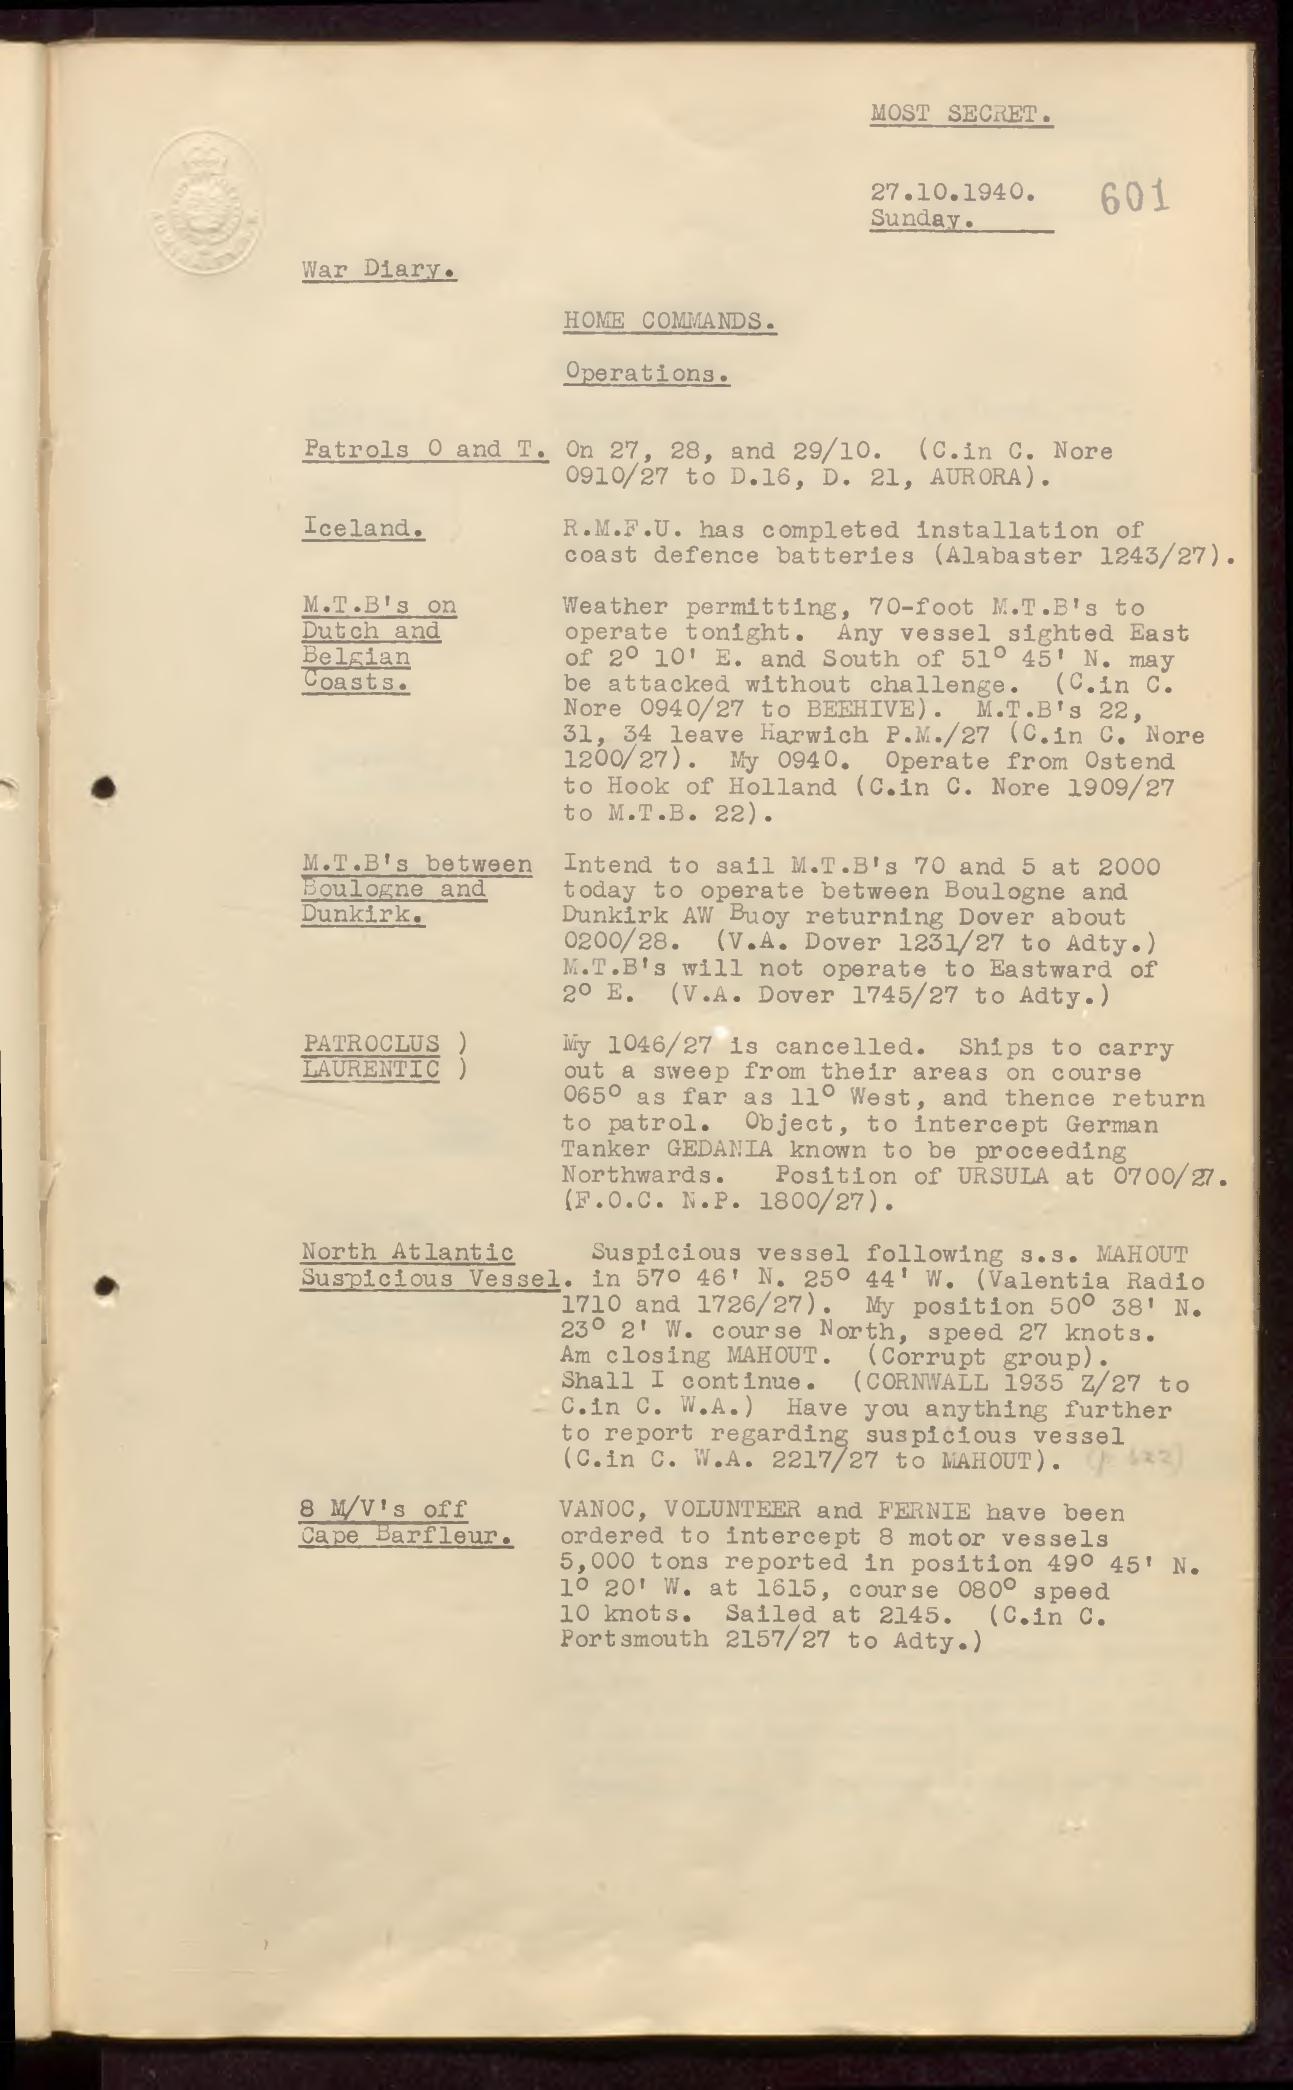 MOST SECRET.
27.10.1940.
601
Sunday.
War Diary.
HOME COMMANDS.
Operations.
Patrols O and T. On 27, 28, and 29/10. (C.in C. Nore
0910/27 to D.16, D. 21, AURORA).
Iceland. R.M.F.U. has completed installation of
coast defence batteries (Alabaster 1243/27).
M.T.B's on Weather permitting, 70-foot M.T.B's to
Dutch and operate tonight. Any vessel sighted East
Belgian of 2° 10' E. and South of 51° 45' N. may
Coasts. be attacked without challenge. (C.in C.
Nore 0940/27 to BEEHIVE). M.T.B's 22,
31, 34 leave Harwich P.M./27 (C.in C. Nore
1200/27). My 0940. Operate from Ostend
to Hook of Holland (C.in C. Nore 1909/27
to M.T.B. 22).
M.T.B's between Intend to sail M.T.B's 70 and 5 at 2000
Boulogne and today to operate between Boulogne and
Dunkirk. Dunkirk AW Buoy returning Dover about
0200/28. (V.A. Dover 1231/27 to Adty.)
M.T.B's will not operate to Eastward of
2° E. (V.A. Dover 1745/27 to Adty.)
PATROCLUS ) My 1046/27 is cancelled. Ships to carry
LAURENTIC ) out a sweep from their areas on course
065° as far as 11° West, and thence return
to patrol. Object, to intercept German
Tanker GEDANIA known to be proceeding
Northwards. Position of URSULA at 0700/27.
(F.O.C. N.P. 1800/27).
North Atlantic Suspicious vessel following s.s. MAHOUT
Suspicious Vessel. in 57° 46' N. 25° 44' W. (Valentia Radio
1710 and 1726/27). My position 50° 38' N.
23° 2' W. course North, speed 27 knots.
Am closing MAHOUT. (Corrupt group).
Shall I continue. (CORNWALL 1935 Z/27 to
C.in C. W.A.) Have you anything further
to report regarding suspicious vessel
(C.in C. W.A. 2217/27 to MAHOUT).
8 M/V's off VANOC, VOLUNTEER and FERNIE have been
Cape Barfleur. ordered to intercept 8 motor vessels
5,000 tons reported in position 49° 45' N.
1° 20' W. at 1615, course 080° speed
10 knots. Sailed at 2145. (C.in C.
Portsmouth 2157/27 to Adty.)